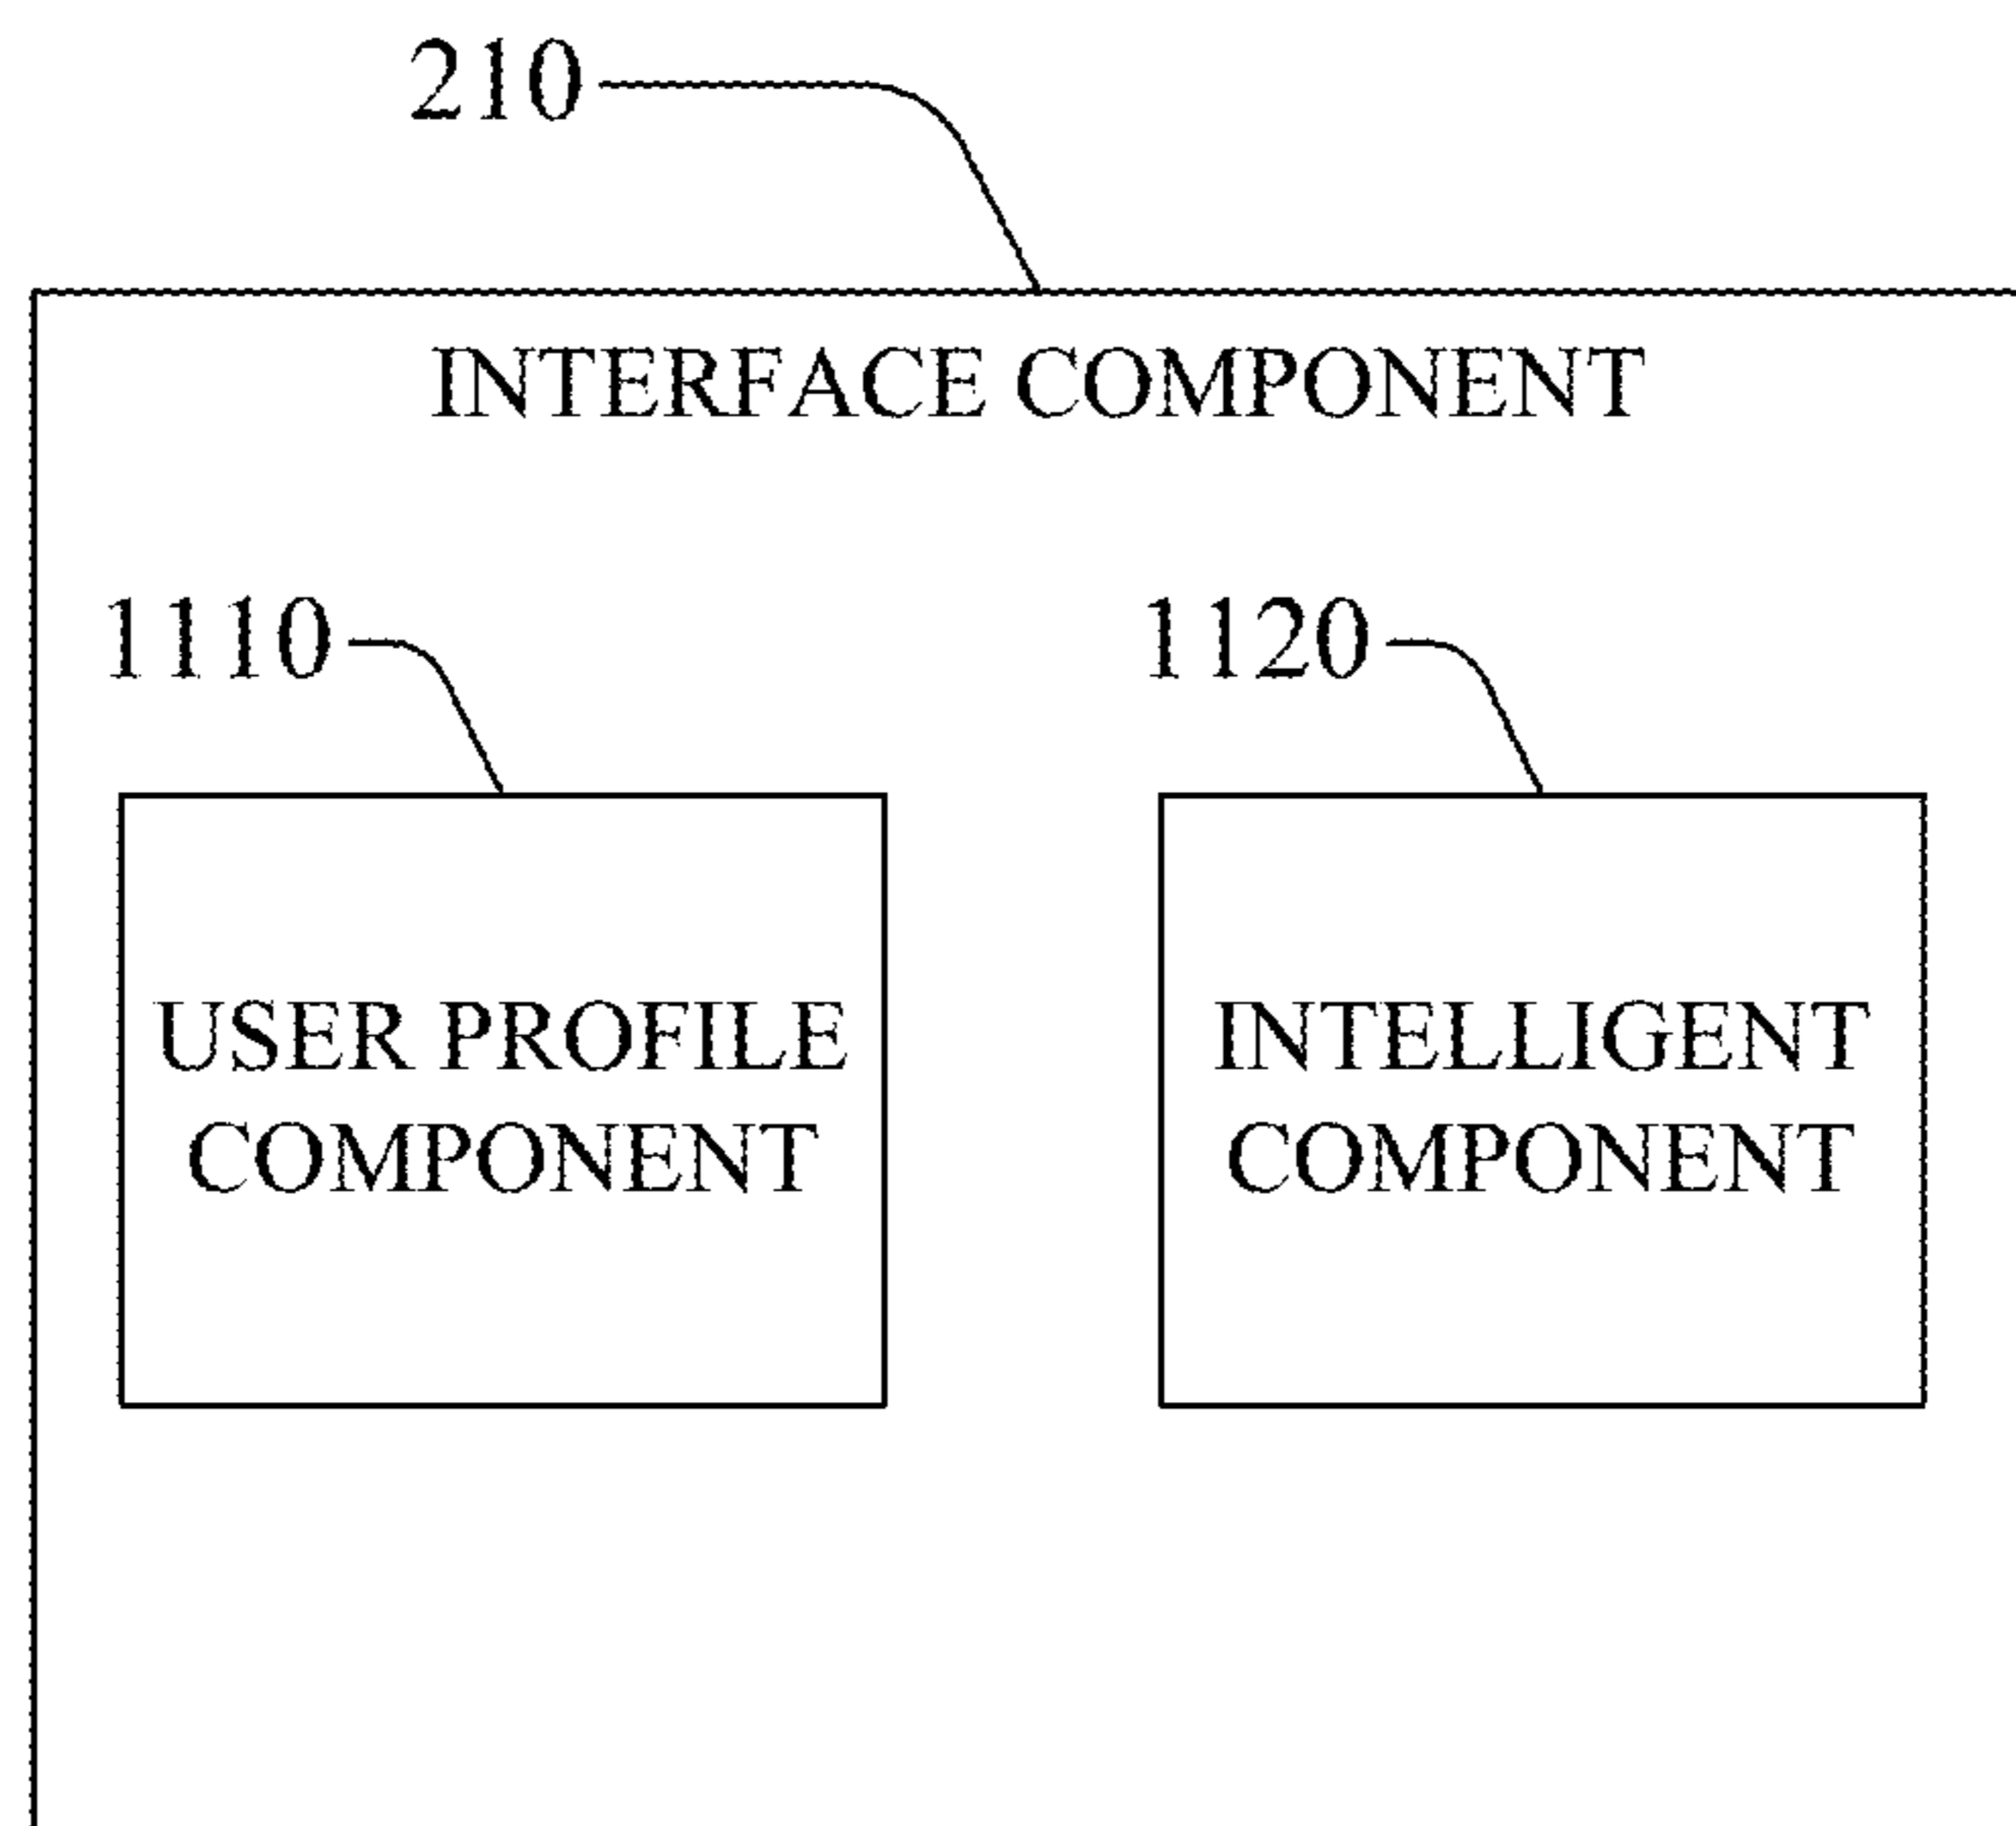 210
INTERFACE COMPONENT
1110
1120
USER PROFILE
COMPONENT
INTELLIGENT
COMPONENT